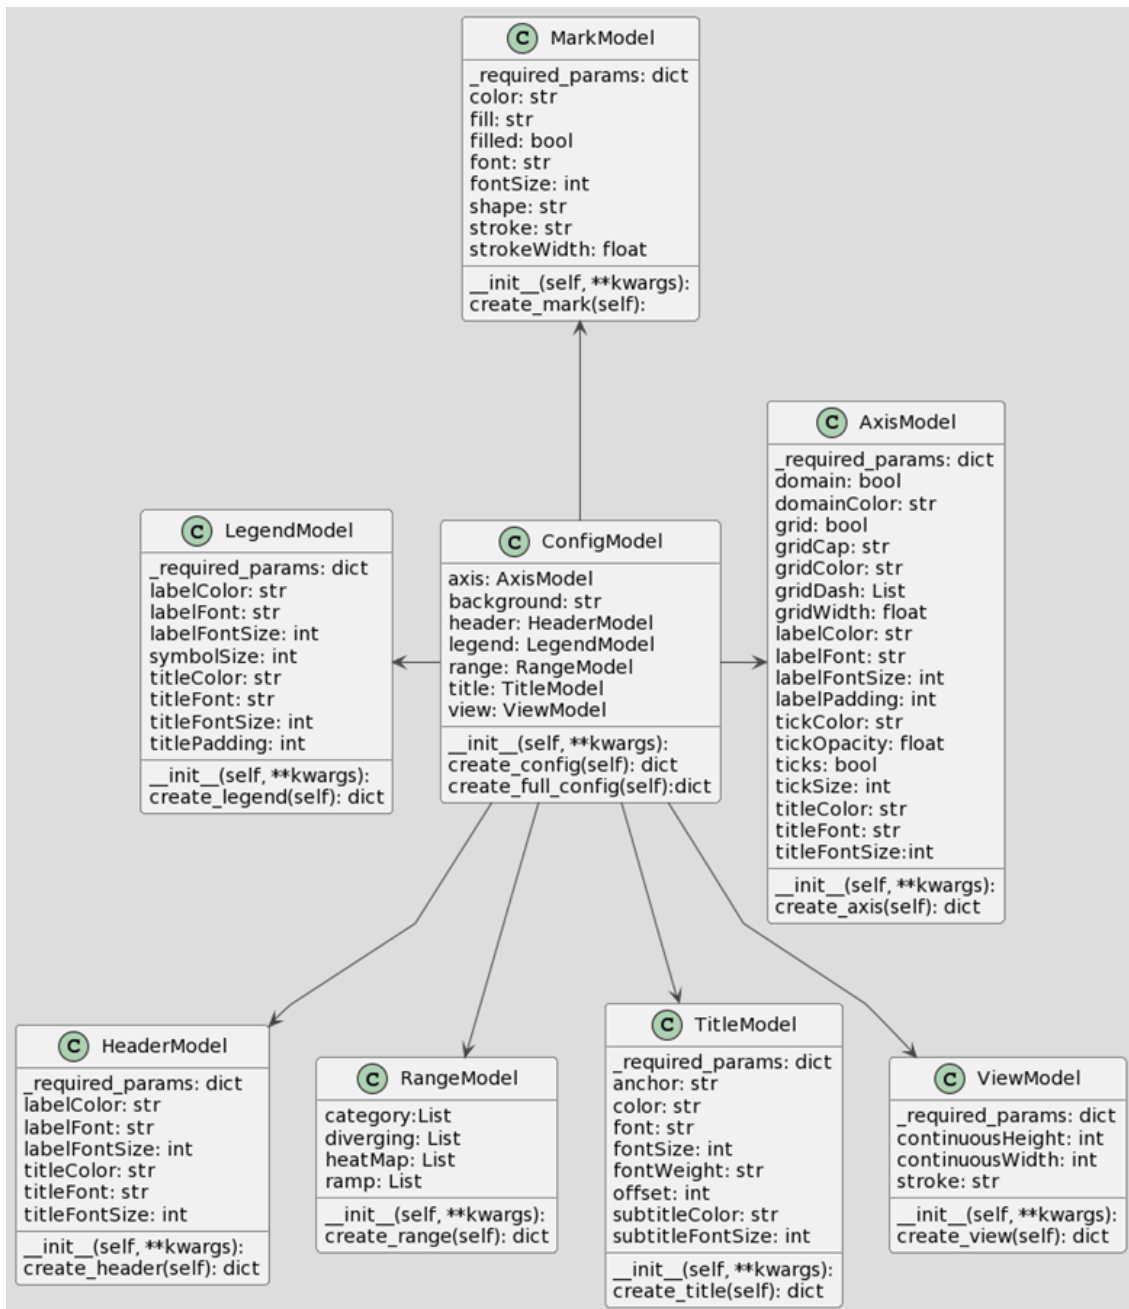 C MarkModel
_required_params: dict
color: str
fill: str
filled: bool
font: str
fontSize: int
shape: str
stroke: str
strokeWidth: float
__init__(self, **kwargs):
create_mark(self):
C AxisModel
_required_params: dict
domain: bool
domainColor: str
grid: bool
gridCap: str
gridColor: str
gridDash: List
gridWidth: float
labelColor: str
labelFont: str
labelFontSize: int
labelPadding: int
tickColor: str
tickOpacity: float
ticks: bool
tickSize: int
titleColor: str
titleFont: str
titleFontSize:int
__init__(self, **kwargs):
create_axis(self): dict
C LegendModel
_required_params: dict
labelColor: str
labelFont: str
labelFontSize: int
symbolSize: int
titleColor: str
titleFont: str
titleFontSize: int
titlePadding: int
__init__(self, **kwargs):
create_legend(self): dict
C ConfigModel
axis: AxisModel
background: str
header: HeaderModel
legend: LegendModel
range: RangeModel
title: TitleModel
view: ViewModel
__init__(self, **kwargs):
create_config(self): dict
create_full_config(self):dict
C HeaderModel
_required_params: dict
labelColor: str
labelFont: str
labelFontSize: int
titleColor: str
titleFont: str
titleFontSize: int
__init__(self, **kwargs):
create_header(self): dict
C RangeModel
category:List
diverging: List
heatMap: List
ramp: List
__init__(self, **kwargs):
create_range(self): dict
C TitleModel
_required_params: dict
anchor: str
color: str
font: str
fontSize: int
fontWeight: str
offset: int
subtitleColor: str
subtitleFontSize: int
__init__(self, **kwargs):
create_title(self): dict
C ViewModel
_required_params: dict
continuousHeight: int
continuousWidth: int
stroke: str
__init__(self, **kwargs):
create_view(self): dict